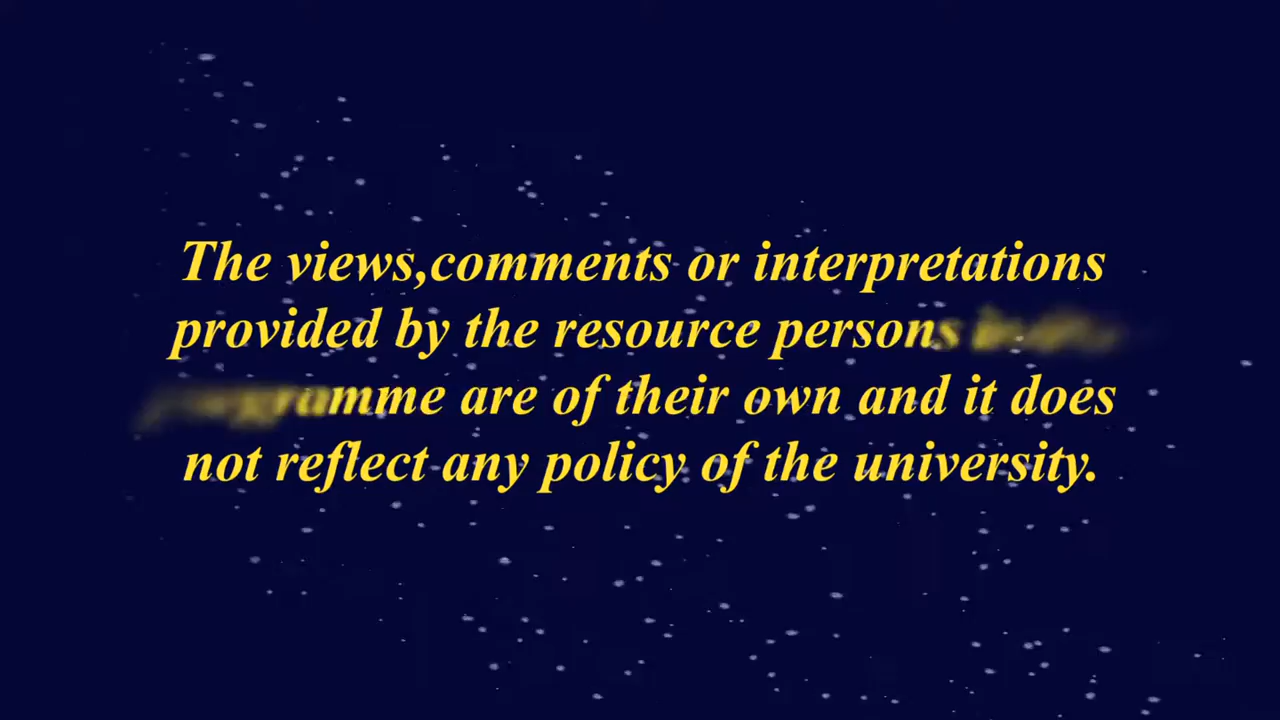 The views,comments or interpretations
provided by the resource persons
programme are of their own and it does
not reflect any policy of the university.